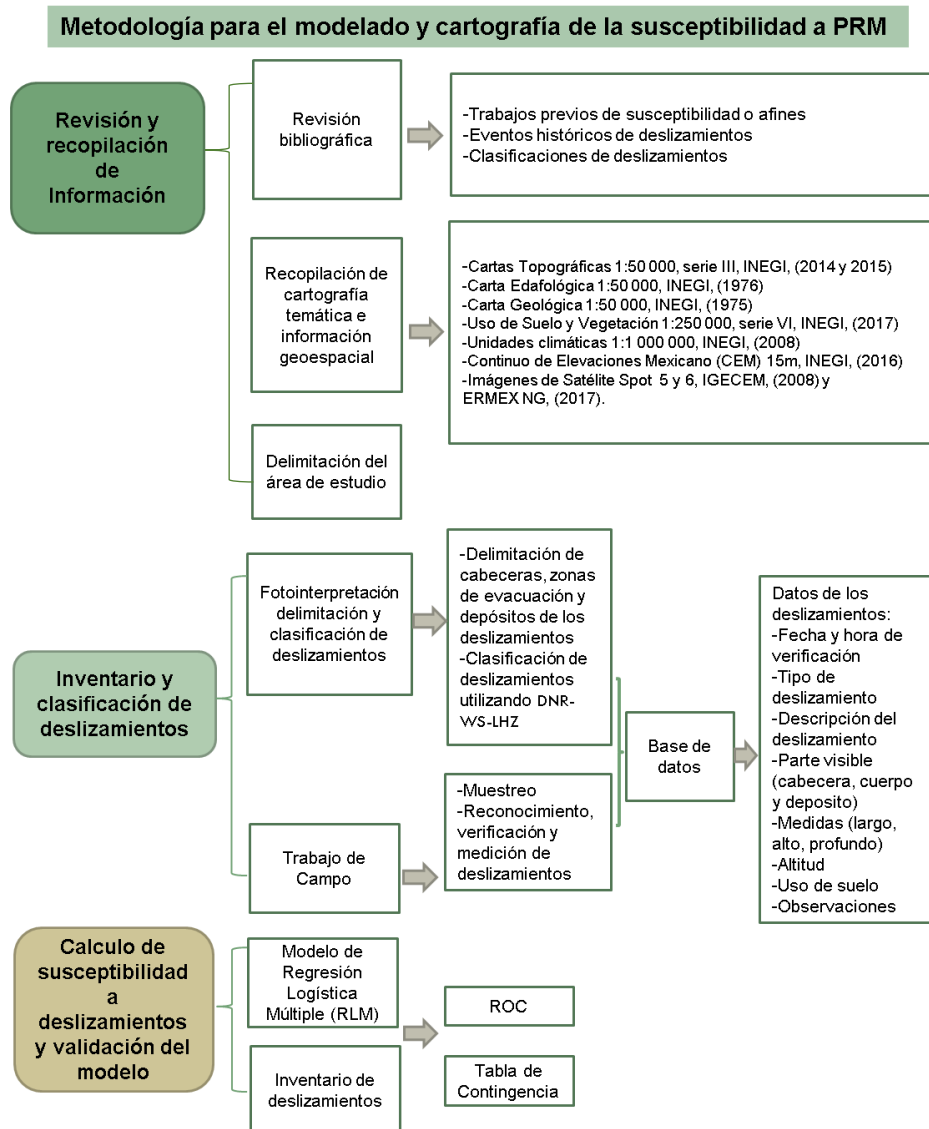 Metodología para el modelado y cartografía de la susceptibilidad a PRM
Revisión y
recopilación
de
Información
Revisión
bibliográfica
-Trabajos previos de susceptibilidad o afines
-Eventos históricos de deslizamientos
-Clasificaciones de deslizamientos
Recopilación de
cartografía
temática e
información
geoespacial
-Cartas Topográficas 1:50 000, serie III, INEGI, (2014 y 2015)
-Carta Edafológica 1:50 000, INEGI, (1976)
-Carta Geológica 1:50 000, INEGI, (1975)
-Uso de Suelo y Vegetación 1:250 000, serie VI, INEGI, (2017)
-Unidades climáticas 1:1 000 000, INEGI, (2008)
-Continuo de Elevaciones Mexicano (CEM) 15m, INEGI, (2016)
-Imágenes de Satélite Spot 5 y 6, IGECEM, (2008) y
ERMEX NG, (2017).
Delimitación del
área de estudio
Inventario y
clasificación de
deslizamientos
Fotointerpretación
delimitación y
clasificación de
deslizamientos
-Delimitación de
cabeceras, zonas
de evacuación y
depósitos de los
deslizamientos
-Clasificación de
deslizamientos
utilizando DNR-
WS-LHZ
Trabajo de
Campo
-Muestreo
-Reconocimiento,
verificación y
medición de
deslizamientos
Base de
datos
Datos de los
deslizamientos:
-Fecha y hora de
verificación
-Tipo de
deslizamiento
-Descripción del
deslizamiento
-Parte visible
(cabecera, cuerpo
y deposito)
-Medidas (largo,
alto, profundo)
-Altitud
-Uso de suelo
-Observaciones
Calculo de
susceptibilidad
a
deslizamientos
y validación del
modelo
Modelo de
Regresión
Logística
Múltiple (RLM)
Inventario de
deslizamientos
ROC
Tabla de
Contingencia